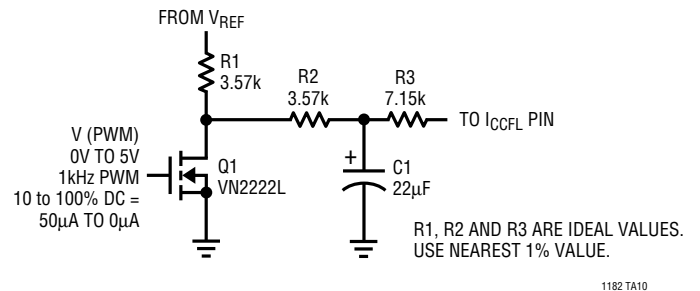 FROM VREF
R1
3.57k
R2
3.57k
R3
7.15k
TO ICCFL PIN
V (PWM)
0V TO 5V
1kHz PWM
10 to 100% DC =
50µA TO 0µA
Q1
VN2222L
+
C1
22µF
R1, R2 AND R3 ARE IDEAL VALUES.
USE NEAREST 1% VALUE.
1182 TA10